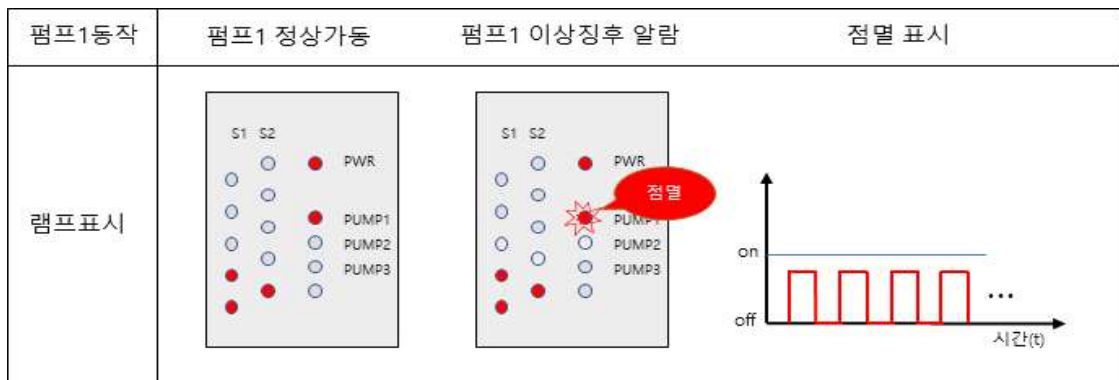 펌프1동작 펌프1 정상가동 펌프1 이상징후 알람 점멸 표시
램프표시
S1 S2
PWR
PUMP1
PUMP2
PUMP3
S1 S2
PWR
점멸
PUMP1
PUMP2
PUMP3
on
off
...
시간(t)